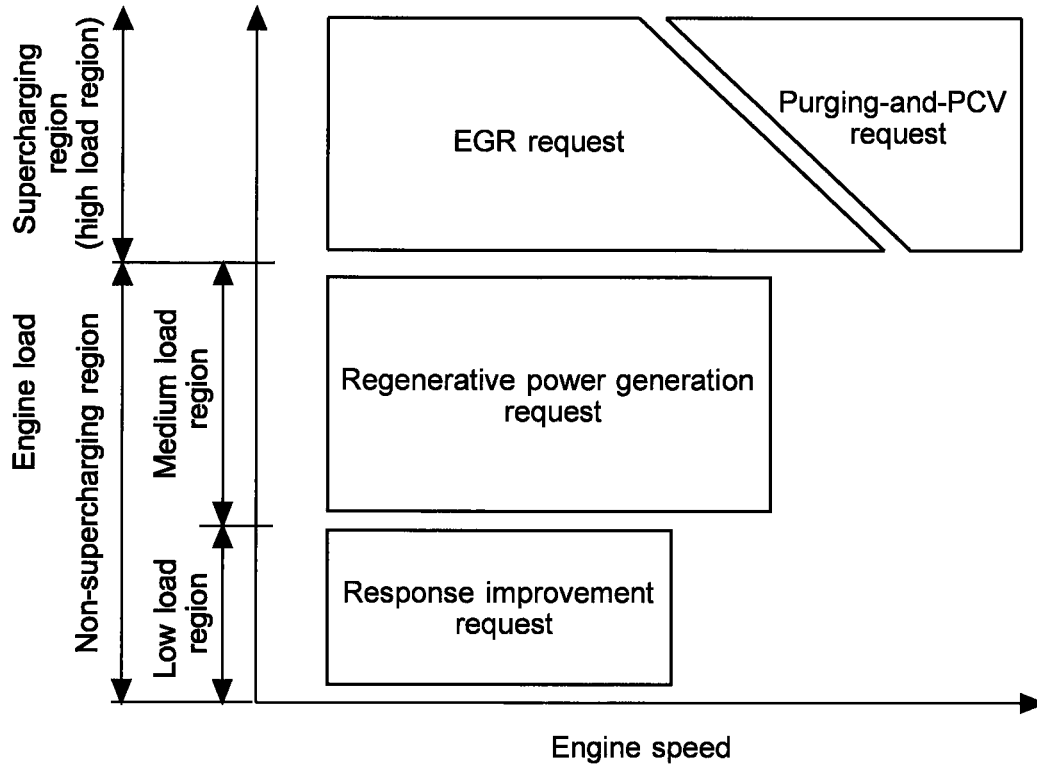 Supercharging
region
(high load region)
EGR request
Purging-and-PCV
request
Engine load
Non-supercharging region
Medium load
region
Regenerative power generation
request
Low load
region
Response improvement
request
Engine speed